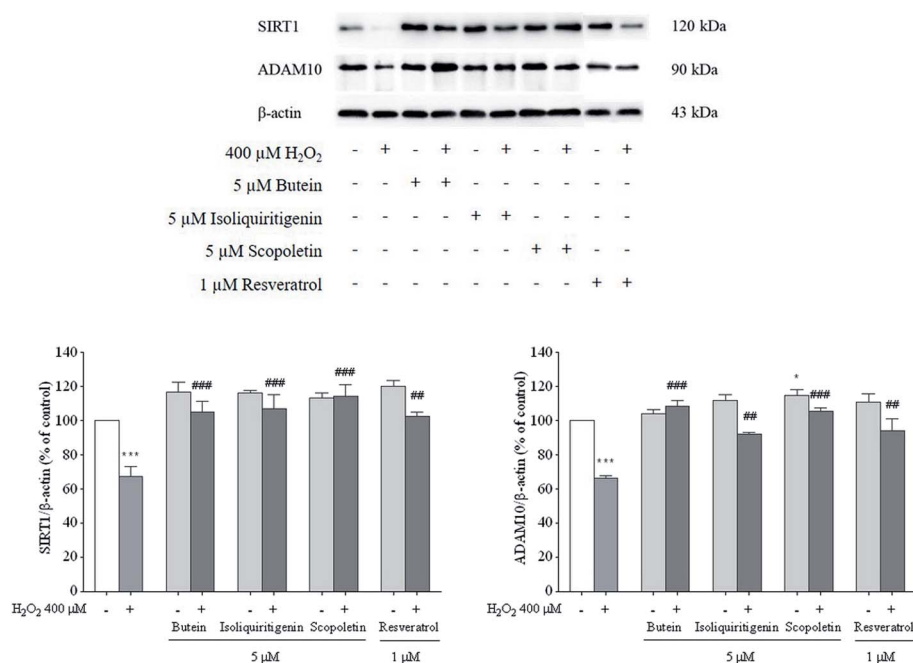 SIRT1 120 kDa
ADAM10 90 kDa
β-actin 43 kDa
400 µM H₂O₂ - + - + - + - + - +
5 µM Butein - - + + - - - - - -
5 µM Isoliquiritigenin - - - - + + - - - -
5 µM Scopoletin - - - - - - + + - -
1 µM Resveratrol - - - - - - - - + +
SIRT1/β-actin (% of control)
140
120
100
80
60
40
20
0
*** ### ### ### ##
H₂O₂ 400 µM - + - + - + - + - +
Butein Isoliquiritigenin Scopoletin Resveratrol
5 µM 1 µM
ADAM10/β-actin (% of control)
140
120
100
80
60
40
20
0
*** ### ## * ### ##
H₂O₂ 400 µM - + - + - + - + - +
Butein Isoliquiritigenin Scopoletin Resveratrol
5 µM 1 µM